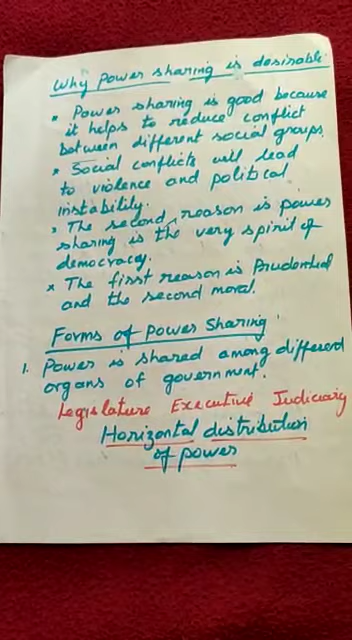 Why Power sharing is desirable
* Power sharing is good because
it helps to reduce conflict
between different social groups.
* Social conflicts will lead
to violence and political
instability.
* The second reason is power
sharing is the very spirit of
democracy.
* The first reason is Prudential
and the second moral.
Forms of Power Sharing
1. Power is shared among different
organs of government.
Legislature Executive Judiciary
Horizontal distribution
of power